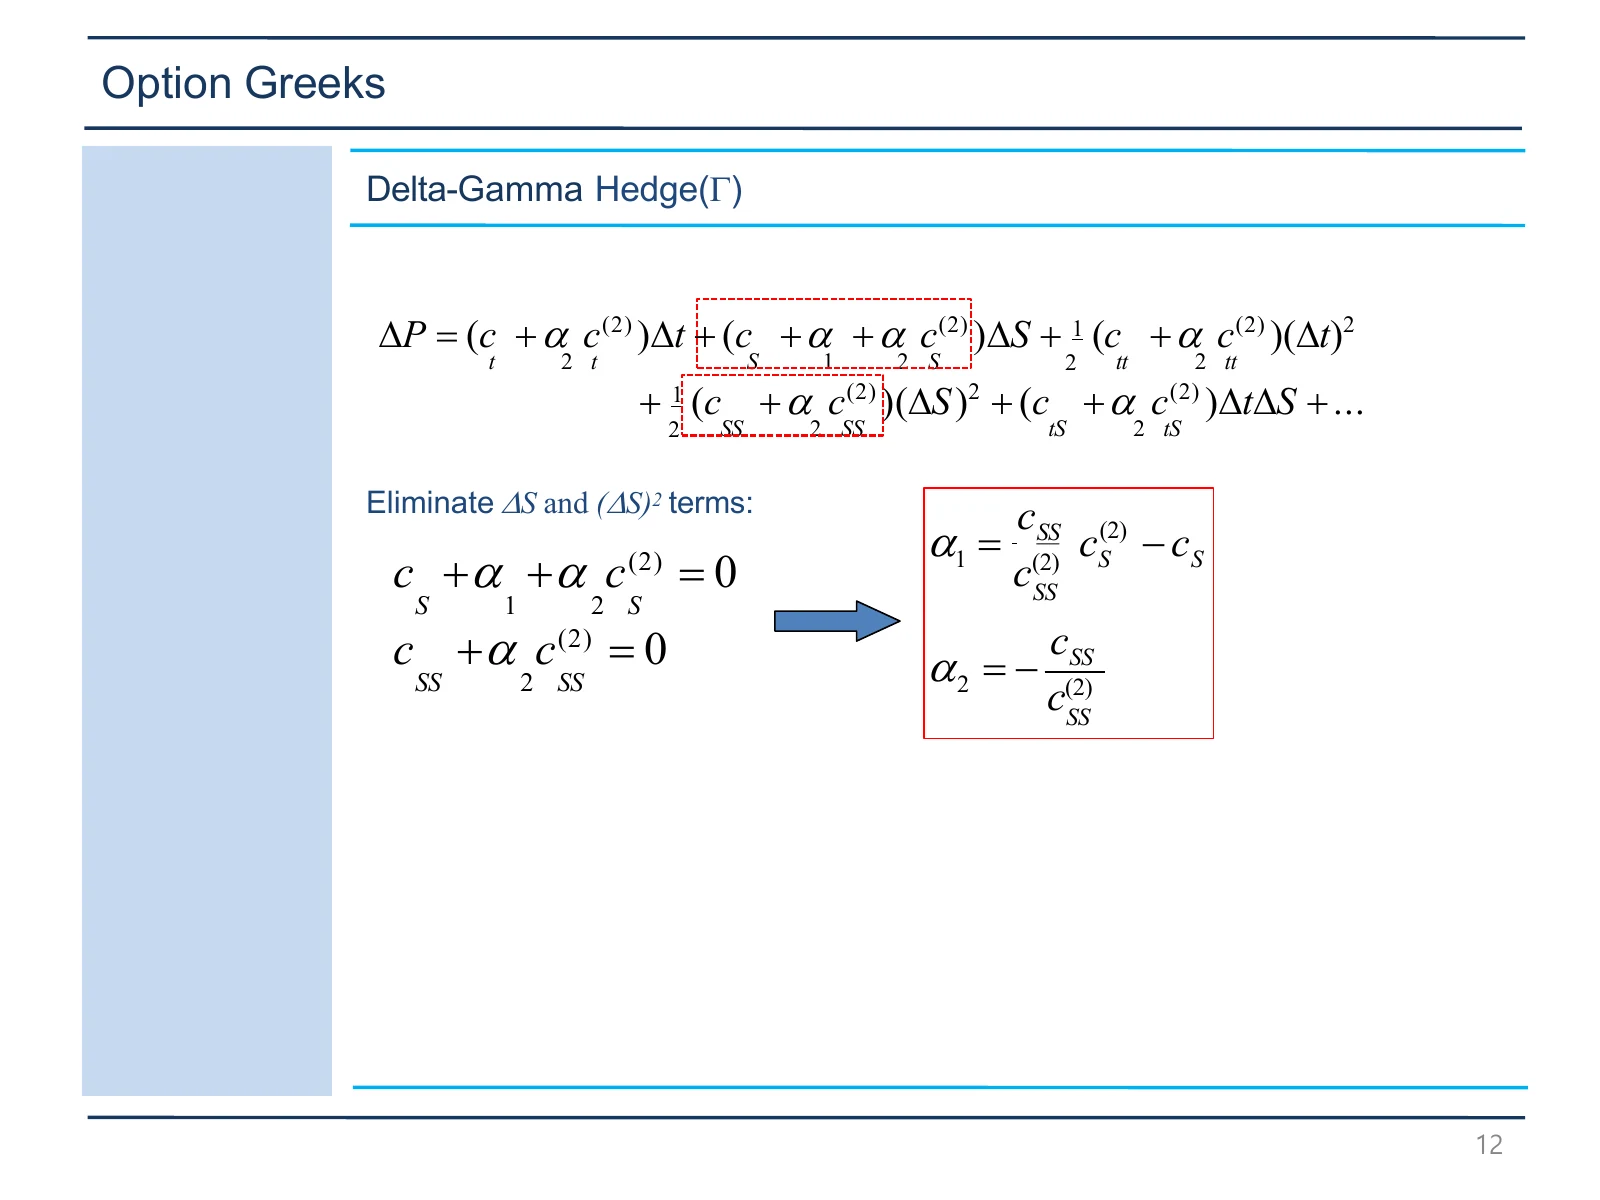 Option Greeks
Delta-Gamma Hedge(Γ)
ΔP = (c_t + α_2 c_t^(2))Δt + (c_S + α_1 + α_2 c_S^(2))ΔS + ½(c_tt + α_2 c_tt^(2))(Δt)²
+ ½(c_SS + α_2 c_SS^(2))(ΔS)² + (c_tS + α_2 c_tS^(2))ΔtΔS + ...
Eliminate ΔS and (ΔS)² terms:
c_S + α_1 + α_2 c_S^(2) = 0
c_SS + α_2 c_SS^(2) = 0
α_1 = c_SS / c_SS^(2) c_S^(2) − c_S
α_2 = − c_SS / c_SS^(2)
12